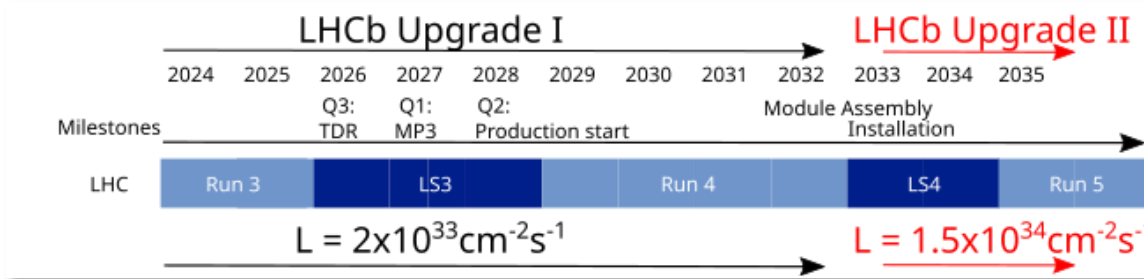 LHCb Upgrade I LHCb Upgrade II
2024 2025 2026 2027 2028 2029 2030 2031 2032 2033 2034 2035
Q3: Q1: Q2: Module Assembly
Milestones TDR MP3 Production start Installation
LHC Run 3 LS3 Run 4 LS4 Run 5
L = 2x10³³cm⁻²s⁻¹ L = 1.5x10³⁴cm⁻²s⁻